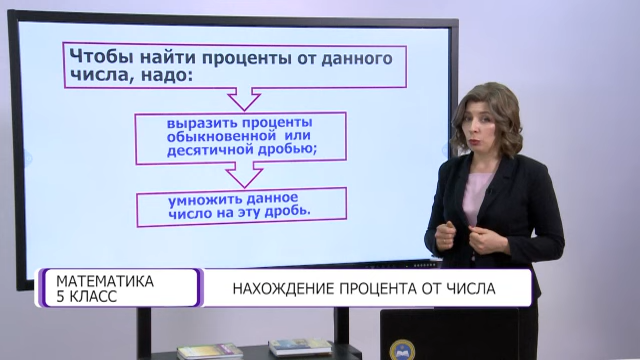 Чтобы найти проценты от данного
числа, надо:
выразить проценты
обыкновенной или
десятичной дробью;
умножить данное
число на эту дробь.
МАТЕМАТИКА
5 КЛАСС
НАХОЖДЕНИЕ ПРОЦЕНТА ОТ ЧИСЛА